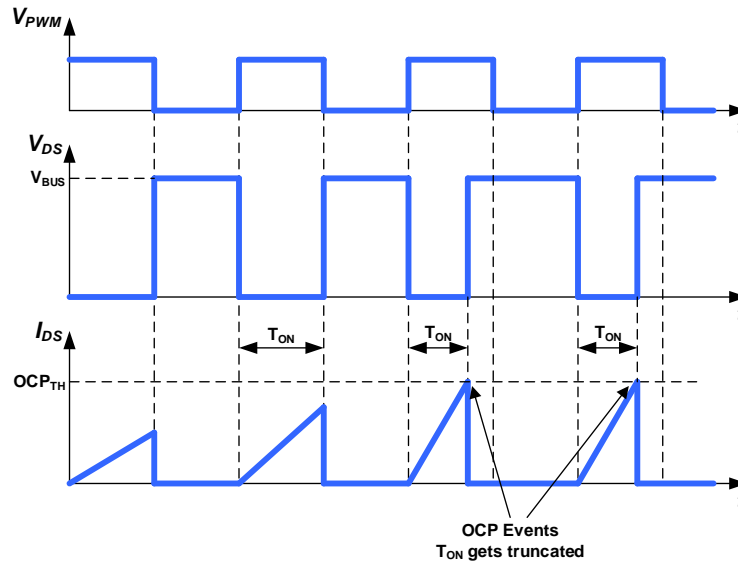 VPWM
VDS
VBUS
IDS
TON
TON
TON
OCPTH
OCP Events
TON gets truncated